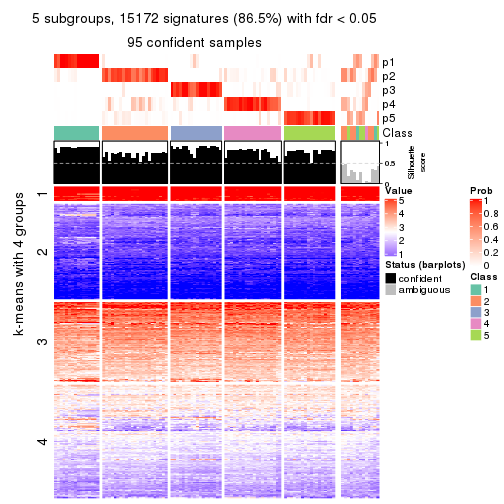 5 subgroups, 15172 signatures (86.5%) with fdr < 0.05
95 confident samples
p1
p2
p3
p4
p5
Class
1
0.5
0
Silhouette
score
k-means with 4 groups
1
2
3
4
Value
5
4
3
2
1
Status (barplots)
confident
ambiguous
Prob
1
0.8
0.6
0.4
0.2
0
Class
1
2
3
4
5